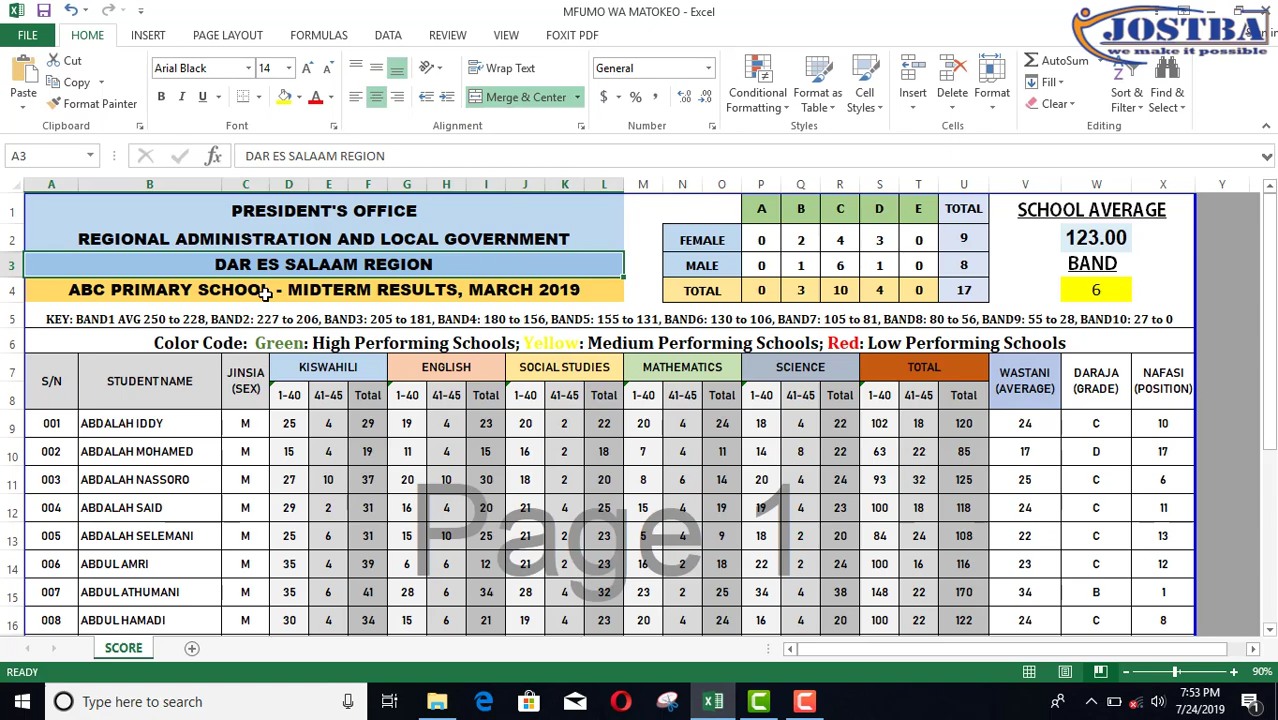 MFUMO WA MATOKEO - Excel
JOSTBA
we make it possible
FILE HOME INSERT PAGE LAYOUT FORMULAS DATA REVIEW VIEW FOXIT PDF
Cut
Copy
Format Painter
Paste
Clipboard
Arial Black 14
B I U A
Font
Wrap Text
Merge & Center
Alignment
General
$ % ,
Number
Conditional Formatting
Format as Table
Cell Styles
Styles
Insert Delete Format
Cells
AutoSum
Fill
Clear
Sort & Filter
Find & Select
Editing
A3 fx DAR ES SALAAM REGION
A B C D E F G H I J K L M N O P Q R S T U V W X Y
1 PRESIDENT'S OFFICE A B C D E TOTAL SCHOOL AVERAGE
2 REGIONAL ADMINISTRATION AND LOCAL GOVERNMENT FEMALE 0 2 4 3 0 9 123.00
3 DAR ES SALAAM REGION MALE 0 1 6 1 0 8 BAND
4 ABC PRIMARY SCHOOL - MIDTERM RESULTS, MARCH 2019 TOTAL 0 3 10 4 0 17 6
5 KEY: BAND1 AVG 250 to 228, BAND2: 227 to 206, BAND3: 205 to 181, BAND4: 180 to 156, BAND5: 155 to 131, BAND6: 130 to 106, BAND7: 105 to 81, BAND8: 80 to 56, BAND9: 55 to 28, BAND10: 27 to 0
6 Color Code: Green: High Performing Schools; Yellow: Medium Performing Schools; Red: Low Performing Schools
7 S/N STUDENT NAME JINSIA (SEX) KISWAHILI ENGLISH SOCIAL STUDIES MATHEMATICS SCIENCE TOTAL WASTANI (AVERAGE) DARAJA (GRADE) NAFASI (POSITION)
8 1-40 41-45 Total 1-40 41-45 Total 1-40 41-45 Total 1-40 41-45 Total 1-40 41-45 Total 1-40 41-45 Total
9 001 ABDALAH IDDY M 25 4 29 19 4 23 20 2 22 20 4 24 18 4 22 102 18 120 24 C 10
10 002 ABDALAH MOHAMED M 15 4 19 11 4 15 16 2 18 7 4 11 14 8 22 63 22 85 17 D 17
11 003 ABDALAH NASSORO M 27 10 37 20 10 30 18 2 20 8 6 14 20 4 24 93 32 125 25 C 6
12 004 ABDALAH SAID M 29 2 31 16 4 20 21 4 25 15 4 19 19 4 23 100 18 118 24 C 11
13 005 ABDALAH SELEMANI M 25 6 31 15 10 25 21 2 23 5 4 9 18 2 20 84 24 108 22 C 13
14 006 ABDUL AMRI M 35 4 39 6 6 12 21 2 23 16 2 18 22 2 24 100 16 116 23 C 12
15 007 ABDUL ATHUMANI M 35 6 41 28 6 34 28 4 32 23 2 25 34 4 38 148 22 170 34 B 1
16 008 ABDUL HAMADI M 30 4 34 15 6 21 19 4 23 20 4 24 16 4 20 100 22 122 24 C 8
Page 1
SCORE
READY 90%
Type here to search
7:53 PM
7/24/2019